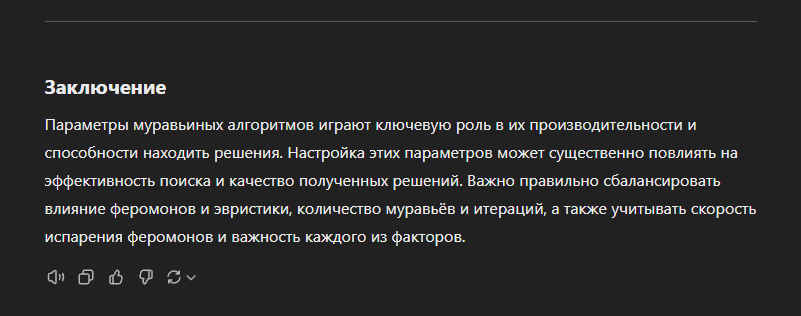 Заключение
Параметры муравьиных алгоритмов играют ключевую роль в их производительности и
способности находить решения. Настройка этих параметров может существенно повлиять на
эффективность поиска и качество полученных решений. Важно правильно сбалансировать
влияние феромонов и эвристики, количество муравьёв и итераций, а также учитывать скорость
испарения феромонов и важность каждого из факторов.